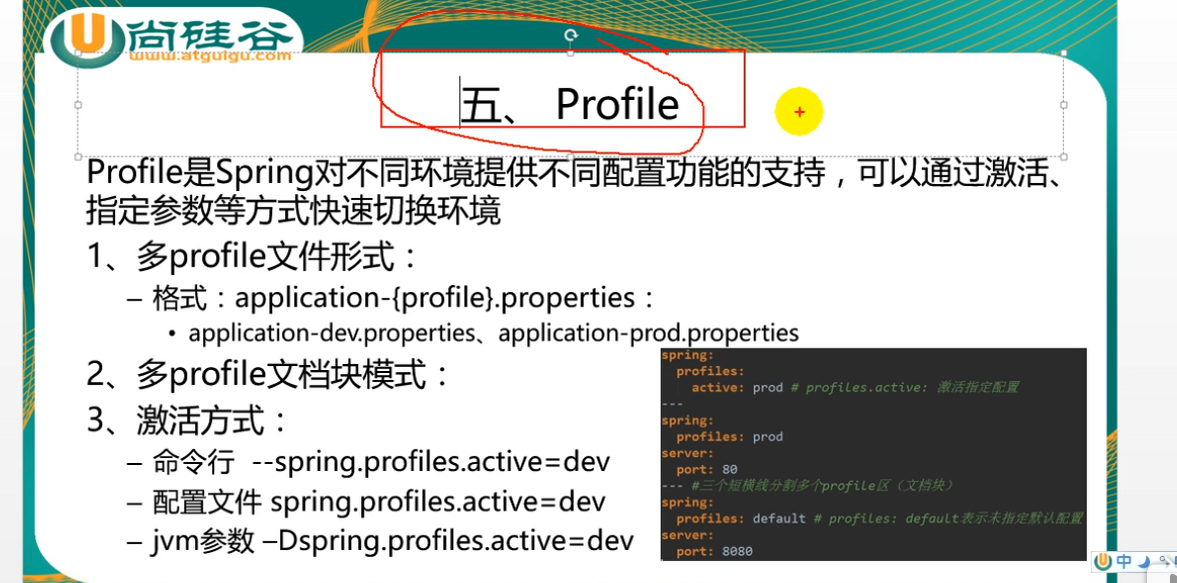 尚硅谷
www.atguigu.com
五、 Profile
Profile是Spring对不同环境提供不同配置功能的支持，可以通过激活、
指定参数等方式快速切换环境
1、多profile文件形式：
– 格式：application-{profile}.properties：
• application-dev.properties、application-prod.properties
2、多profile文档块模式：
spring:
profiles:
active: prod # profiles.active: 激活指定配置
---
spring:
profiles: prod
server:
port: 80
--- #三个短横线分割多个profile区（文档块）
spring:
profiles: default # profiles: default表示未指定默认配置
server:
port: 8080
3、激活方式：
– 命令行 --spring.profiles.active=dev
– 配置文件 spring.profiles.active=dev
– jvm参数 –Dspring.profiles.active=dev
中